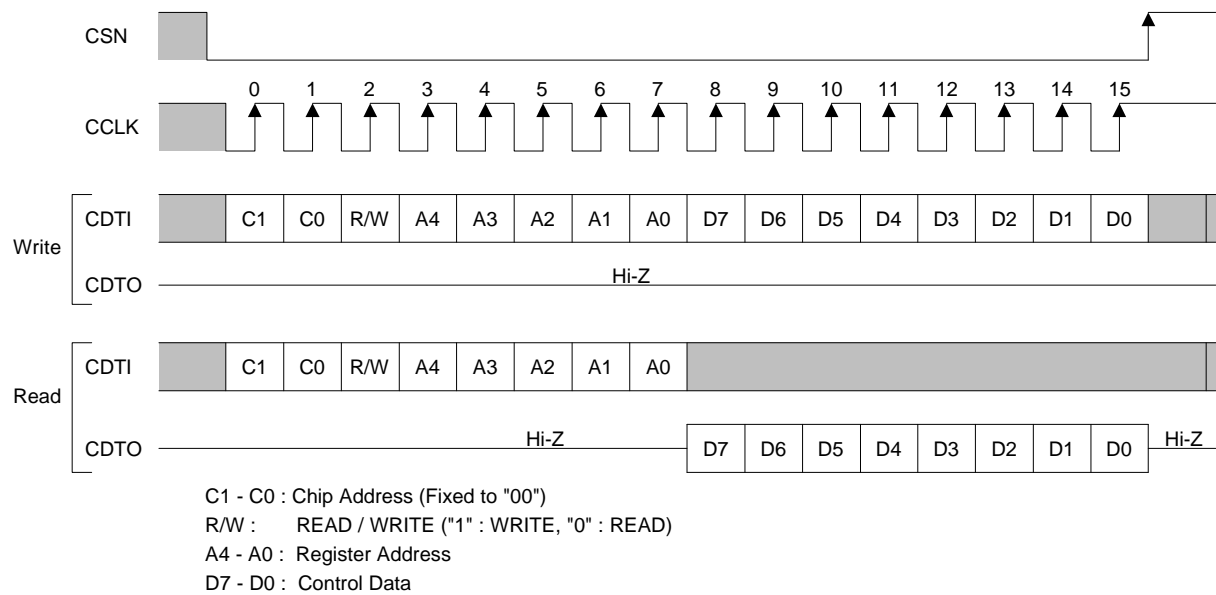 CSN
0 1 2 3 4 5 6 7 8 9 10 11 12 13 14 15
CCLK
Write
CDTI C1 C0 R/W A4 A3 A2 A1 A0 D7 D6 D5 D4 D3 D2 D1 D0
CDTO Hi-Z
Read
CDTI C1 C0 R/W A4 A3 A2 A1 A0
CDTO Hi-Z D7 D6 D5 D4 D3 D2 D1 D0 Hi-Z
C1 - C0 : Chip Address (Fixed to "00")
R/W : READ / WRITE ("1" : WRITE, "0" : READ)
A4 - A0 : Register Address
D7 - D0 : Control Data